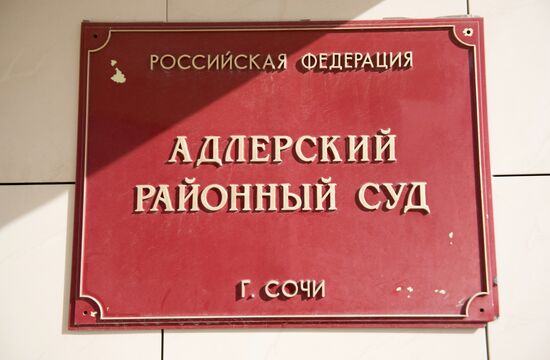 РОССИЙСКАЯ ФЕДЕРАЦИЯ
АДЛЕРСКИЙ
РАЙОННЫЙ СУД
Г. СОЧИ